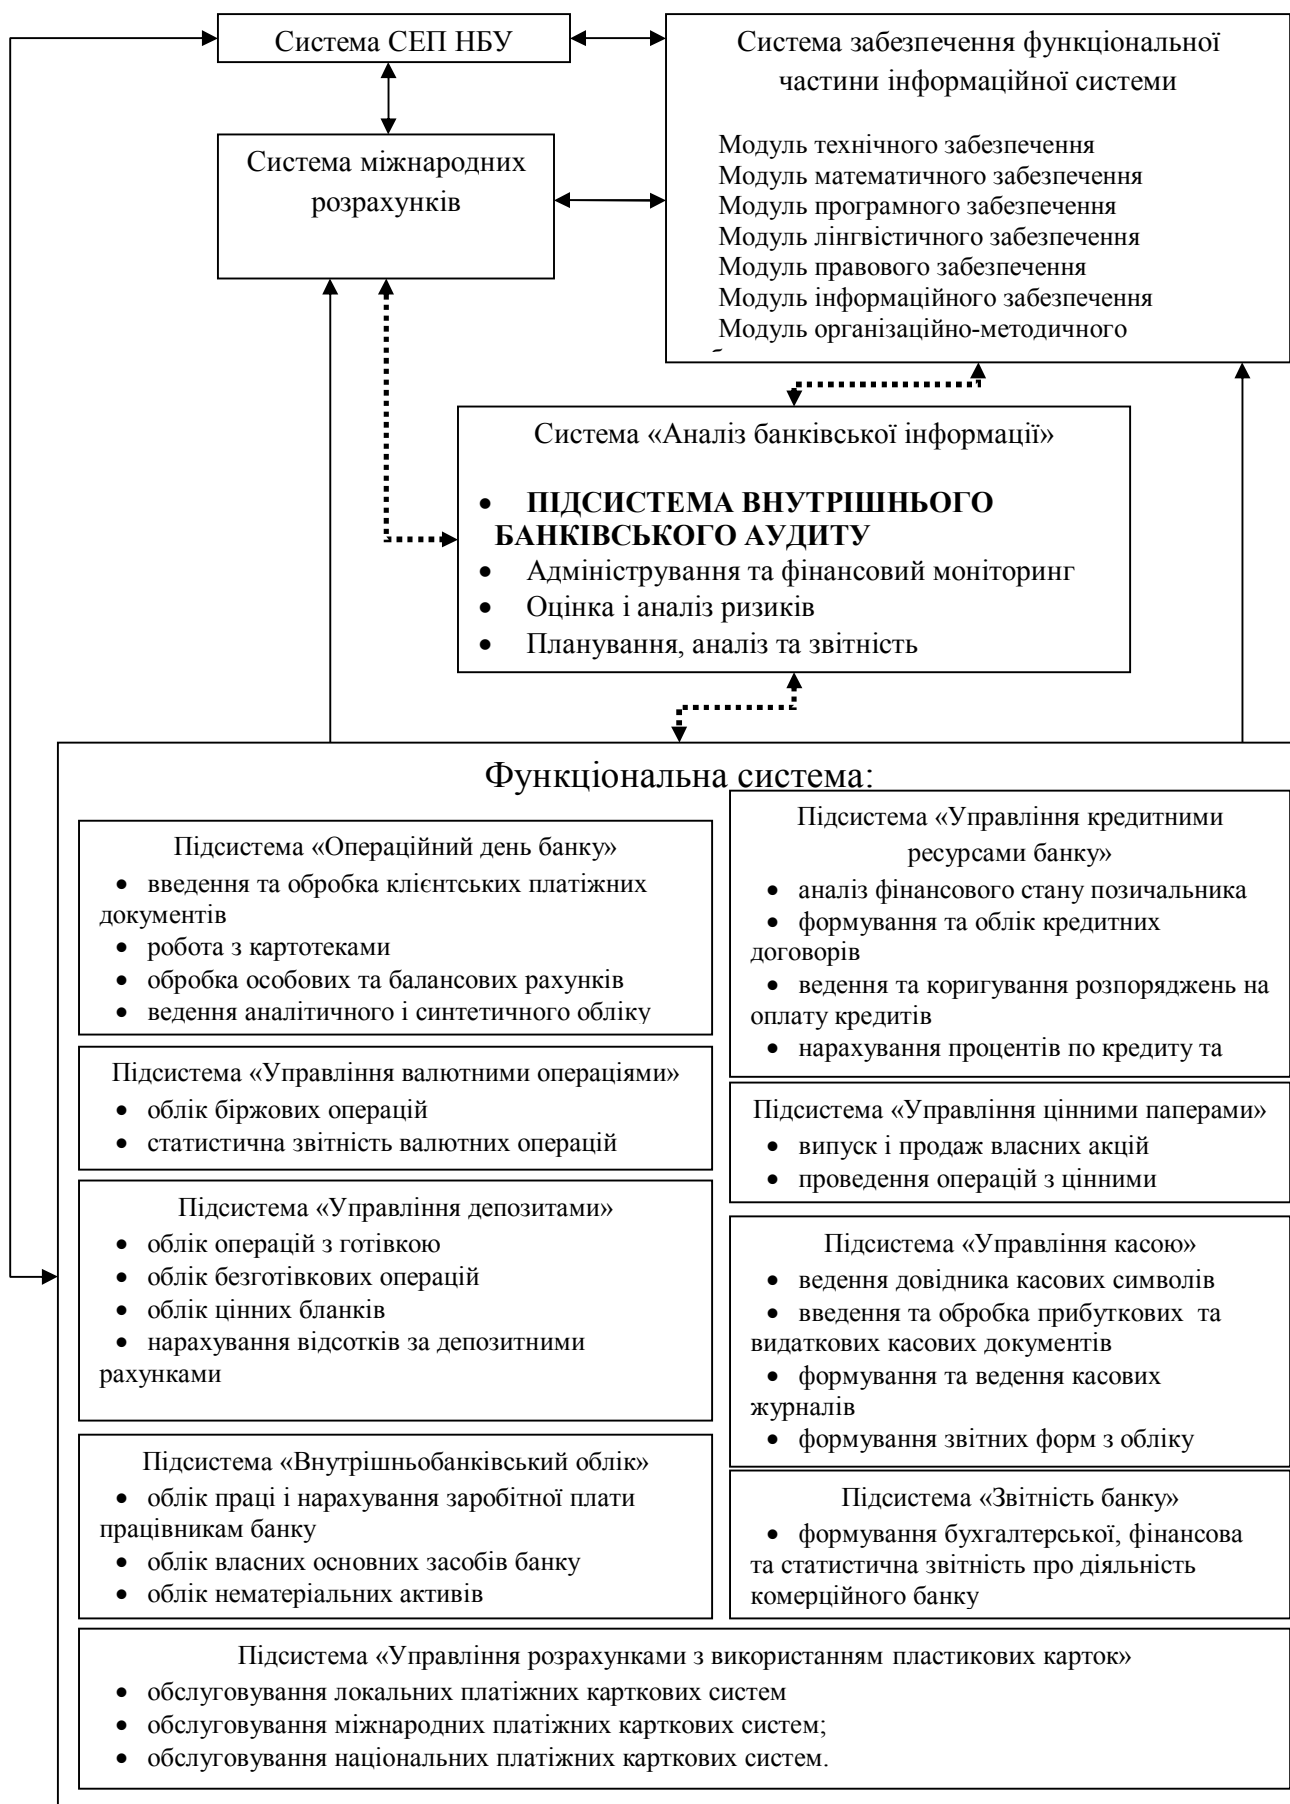 Система СЕП НБУ
Система забезпечення функціональної
частини інформаційної системи
Модуль технічного забезпечення
Модуль математичного забезпечення
Модуль програмного забезпечення
Модуль лінгвістичного забезпечення
Модуль правового забезпечення
Модуль інформаційного забезпечення
Модуль організаційно-методичного
Система міжнародних
розрахунків
Система «Аналіз банківської інформації»
• ПІДСИСТЕМА ВНУТРІШНЬОГО
БАНКІВСЬКОГО АУДИТУ
• Адміністрування та фінансовий моніторинг
• Оцінка і аналіз ризиків
• Планування, аналіз та звітність
Функціональна система:
Підсистема «Операційний день банку»
• введення та обробка клієнтських платіжних
документів
• робота з картотеками
• обробка особових та балансових рахунків
• ведення аналітичного і синтетичного обліку
Підсистема «Управління валютними операціями»
• облік біржових операцій
• статистична звітність валютних операцій
Підсистема «Управління депозитами»
• облік операцій з готівкою
• облік безготівкових операцій
• облік цінних бланків
• нарахування відсотків за депозитними
рахунками
Підсистема «Внутрішньобанківський облік»
• облік праці і нарахування заробітної плати
працівникам банку
• облік власних основних засобів банку
• облік нематеріальних активів
Підсистема «Управління кредитними
ресурсами банку»
• аналіз фінансового стану позичальника
• формування та облік кредитних
договорів
• ведення та коригування розпоряджень на
оплату кредитів
• нарахування процентів по кредиту та
Підсистема «Управління цінними паперами»
• випуск і продаж власних акцій
• проведення операцій з цінними
Підсистема «Управління касою»
• ведення довідника касових символів
• введення та обробка прибуткових та
видаткових касових документів
• формування та ведення касових
журналів
• формування звітних форм з обліку
Підсистема «Звітність банку»
• формування бухгалтерської, фінансова
та статистична звітність про діяльність
комерційного банку
Підсистема «Управління розрахунками з використанням пластикових карток»
• обслуговування локальних платіжних карткових систем
• обслуговування міжнародних платіжних карткових систем;
• обслуговування національних платіжних карткових систем.